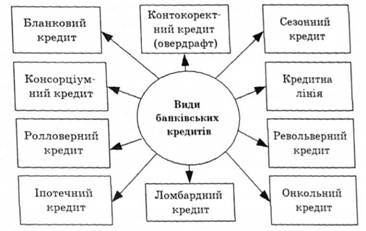 Бланковий
кредит
Контокорект-
ний кредит
(овердрафт)
Сезонний
кредит
Консорціум-
ний кредит
Кредитна
лінія
Види
банківських
кредитів
Ролловерний
кредит
Револьверний
кредит
Іпотечний
кредит
Ломбардний
кредит
Онкольний
кредит